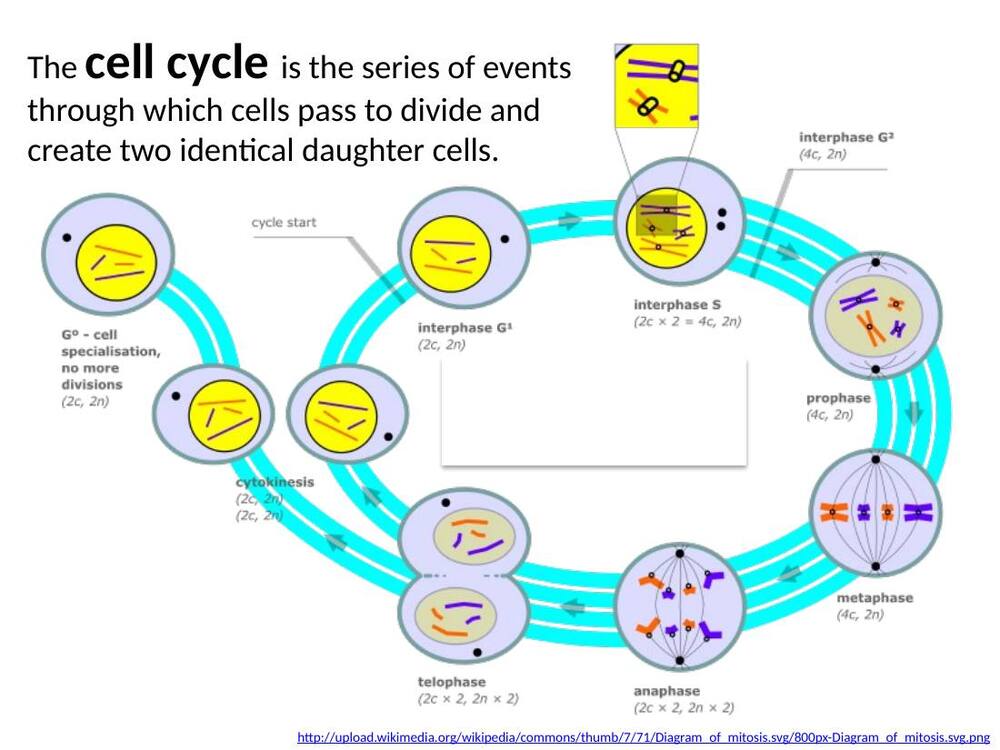 The cell cycle is the series of events
through which cells pass to divide and
create two identical daughter cells.
interphase G²
(4c, 2n)
cycle start
interphase S
(2c × 2 = 4c, 2n)
interphase G¹
(2c, 2n)
G⁰ - cell
specialisation,
no more
divisions
(2c, 2n)
prophase
(4c, 2n)
cytokinesis
(2c, 2n)
(2c, 2n)
metaphase
(4c, 2n)
telophase
(2c × 2, 2n × 2)
anaphase
(2c × 2, 2n × 2)
http://upload.wikimedia.org/wikipedia/commons/thumb/7/71/Diagram_of_mitosis.svg/800px-Diagram_of_mitosis.svg.png